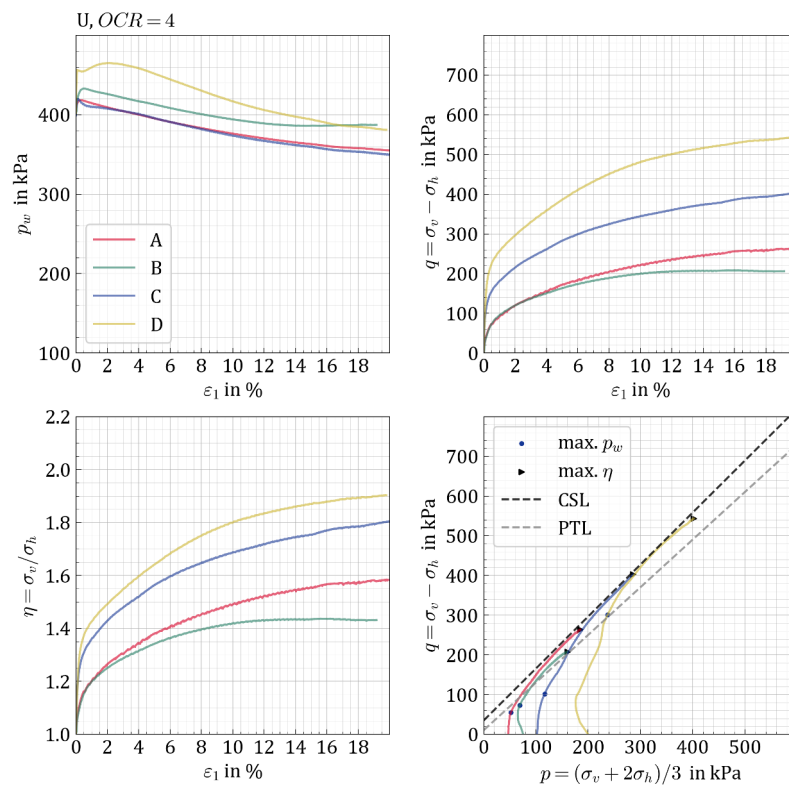 U, OCR = 4
400
300
200
100
p_w in kPa
A
B
C
D
0 2 4 6 8 10 12 14 16 18
ε₁ in %
700
600
500
400
300
200
100
0
q = σ_v − σ_h in kPa
0 2 4 6 8 10 12 14 16 18
ε₁ in %
2.2
2.0
1.8
1.6
1.4
1.2
1.0
η = σ_v/σ_h
0 2 4 6 8 10 12 14 16 18
ε₁ in %
700
600
500
400
300
200
100
0
q = σ_v − σ_h in kPa
max. p_w
max. η
CSL
PTL
0 100 200 300 400 500
p = (σ_v + 2σ_h)/3 in kPa